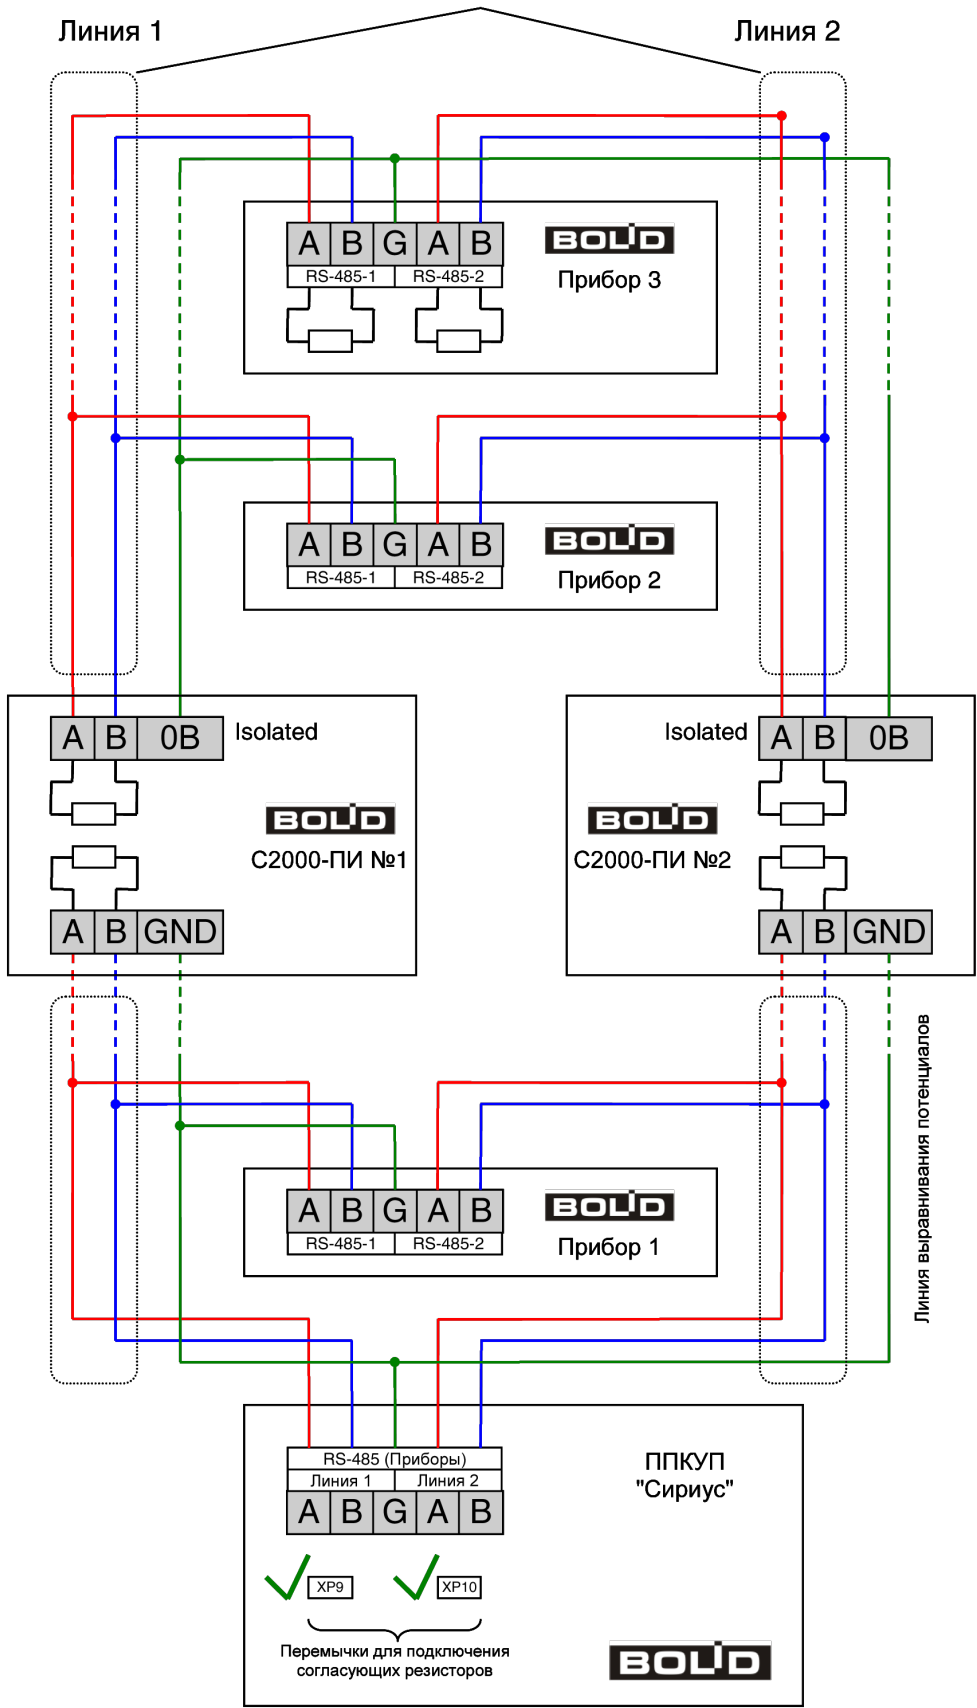 Линия 1
Линия 2
A B G A B
RS-485-1 RS-485-2
BOLID
Прибор 3
A B G A B
RS-485-1 RS-485-2
BOLID
Прибор 2
A B 0В
Isolated
BOLID
С2000-ПИ №1
A B GND
Isolated
A B 0В
BOLID
С2000-ПИ №2
A B GND
Линия выравнивания потенциалов
A B G A B
RS-485-1 RS-485-2
BOLID
Прибор 1
RS-485 (Приборы)
Линия 1 Линия 2
A B G A B
ППКУП
"Сириус"
XP9 XP10
Перемычки для подключения
согласующих резисторов
BOLID